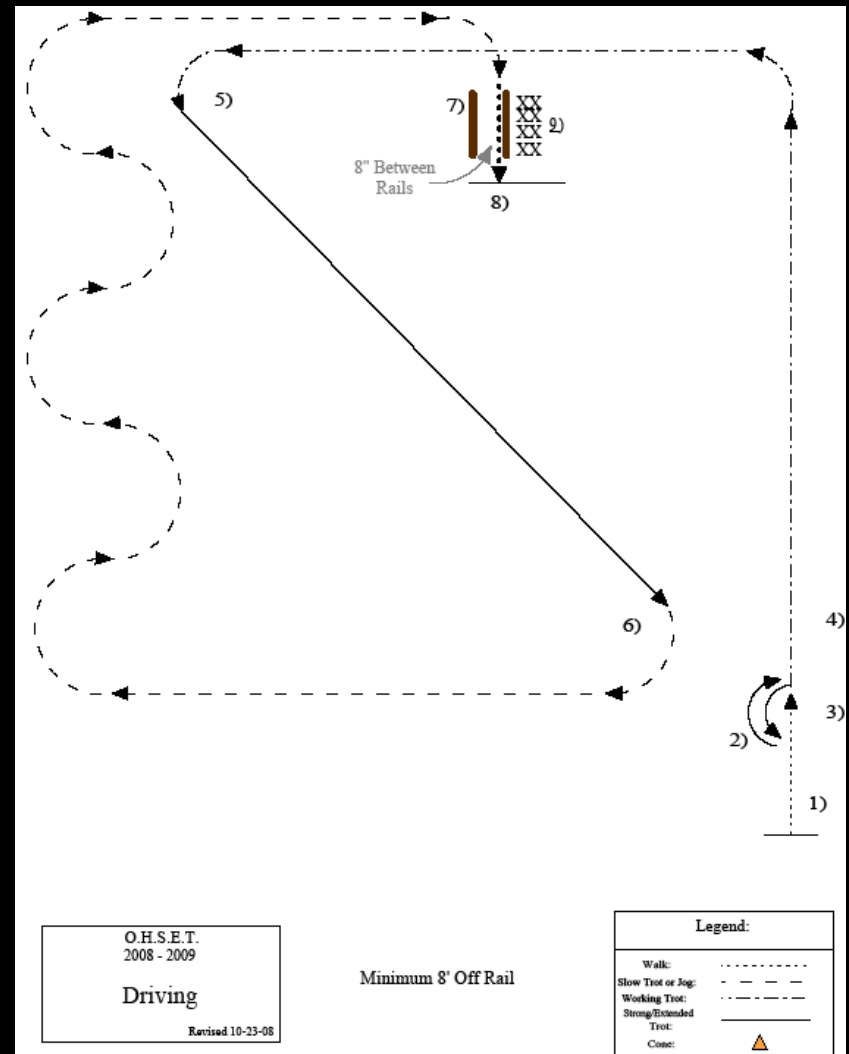 5)
7)
XX
XX
XX
XX
9)
8" Between
Rails
8)
6)
4)
3)
2)
1)
O.H.S.E.T.
2008 - 2009
Driving
Revised 10-23-08
Minimum 8' Off Rail
Legend:
Walk:
Slow Trot or Jog:
Working Trot:
Strong/Extended
Trot:
Cone: